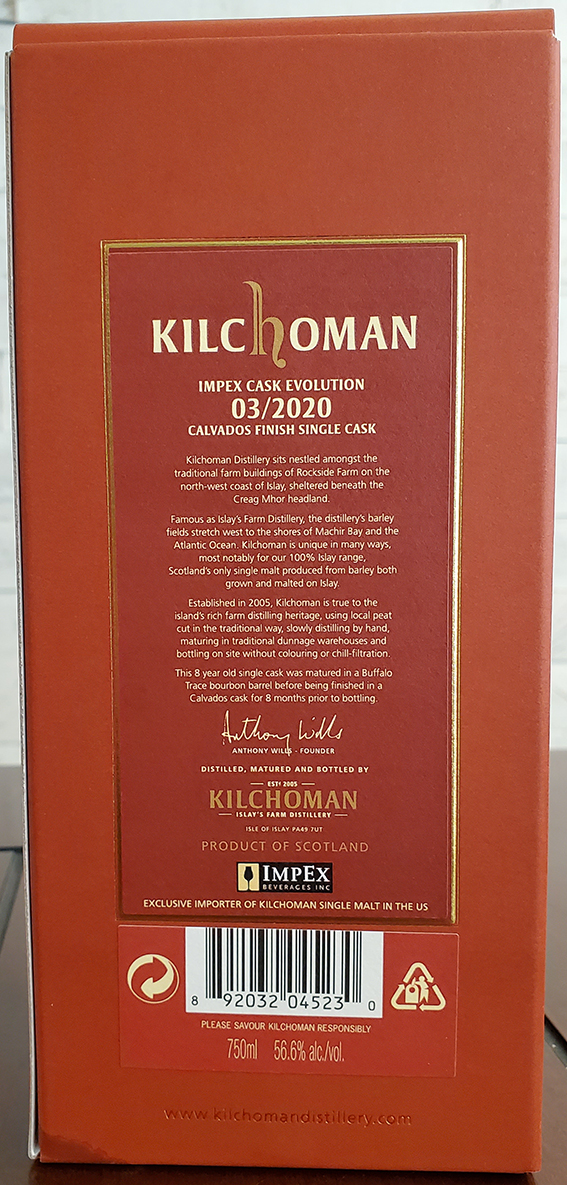 KILCHOMAN
IMPEX CASK EVOLUTION
03/2020
CALVADOS FINISH SINGLE CASK
Kilchoman Distillery sits nestled amongst the
traditional farm buildings of Rockside Farm on the
north-west coast of Islay, sheltered beneath the
Creag Mhor headland.
Famous as Islay's Farm Distillery, the distillery's barley
fields stretch west to the shores of Machir Bay and the
Atlantic Ocean. Kilchoman is unique in many ways,
most notably for our 100% Islay range,
Scotland's only single malt produced from barley both
grown and malted on Islay.
Established in 2005, Kilchoman is true to the
island's rich farm distilling heritage, using local peat
cut in the traditional way, slowly distilling by hand,
maturing in traditional dunnage warehouses and
bottling on site without colouring or chill-filtration.
This 8 year old single cask was matured in a Buffalo
Trace bourbon barrel before being finished in a
Calvados cask for 8 months prior to bottling.
Anthony Wills
ANTHONY WILLS - FOUNDER
DISTILLED, MATURED AND BOTTLED BY
ESTD 2005
KILCHOMAN
ISLAY'S FARM DISTILLERY
ISLE OF ISLAY PA49 7UT
PRODUCT OF SCOTLAND
IMPEX
BEVERAGES INC
EXCLUSIVE IMPORTER OF KILCHOMAN SINGLE MALT IN THE US
8 92032 04523 0
PLEASE SAVOUR KILCHOMAN RESPONSIBLY
750ml 56.6% alc./vol.
www.kilchomandistillery.com